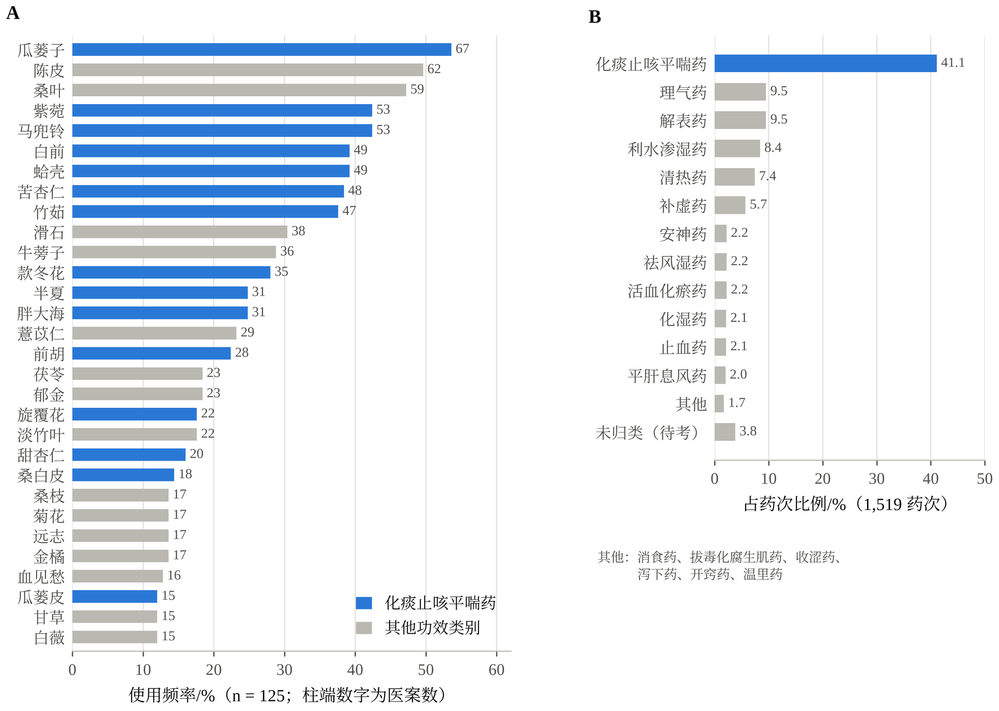 A
瓜蒌子 67
陈皮 62
桑叶 59
紫菀 53
马兜铃 53
白前 49
蛤壳 49
苦杏仁 48
竹茹 47
滑石 38
牛蒡子 36
款冬花 35
半夏 31
胖大海 31
薏苡仁 29
前胡 28
茯苓 23
郁金 23
旋覆花 22
淡竹叶 22
甜杏仁 20
桑白皮 18
桑枝 17
菊花 17
远志 17
金橘 17
血见愁 16
瓜蒌皮 15
甘草 15
白薇 15
化痰止咳平喘药
其他功效类别
0 10 20 30 40 50 60
使用频率/%（n = 125；柱端数字为医案数）
B
化痰止咳平喘药 41.1
理气药 9.5
解表药 9.5
利水渗湿药 8.4
清热药 7.4
补虚药 5.7
安神药 2.2
祛风湿药 2.2
活血化瘀药 2.2
化湿药 2.1
止血药 2.1
平肝息风药 2.0
其他 1.7
未归类（待考） 3.8
0 10 20 30 40 50
占药次比例/%（1,519 药次）
其他：消食药、拔毒化腐生肌药、收涩药、
泻下药、开窍药、温里药